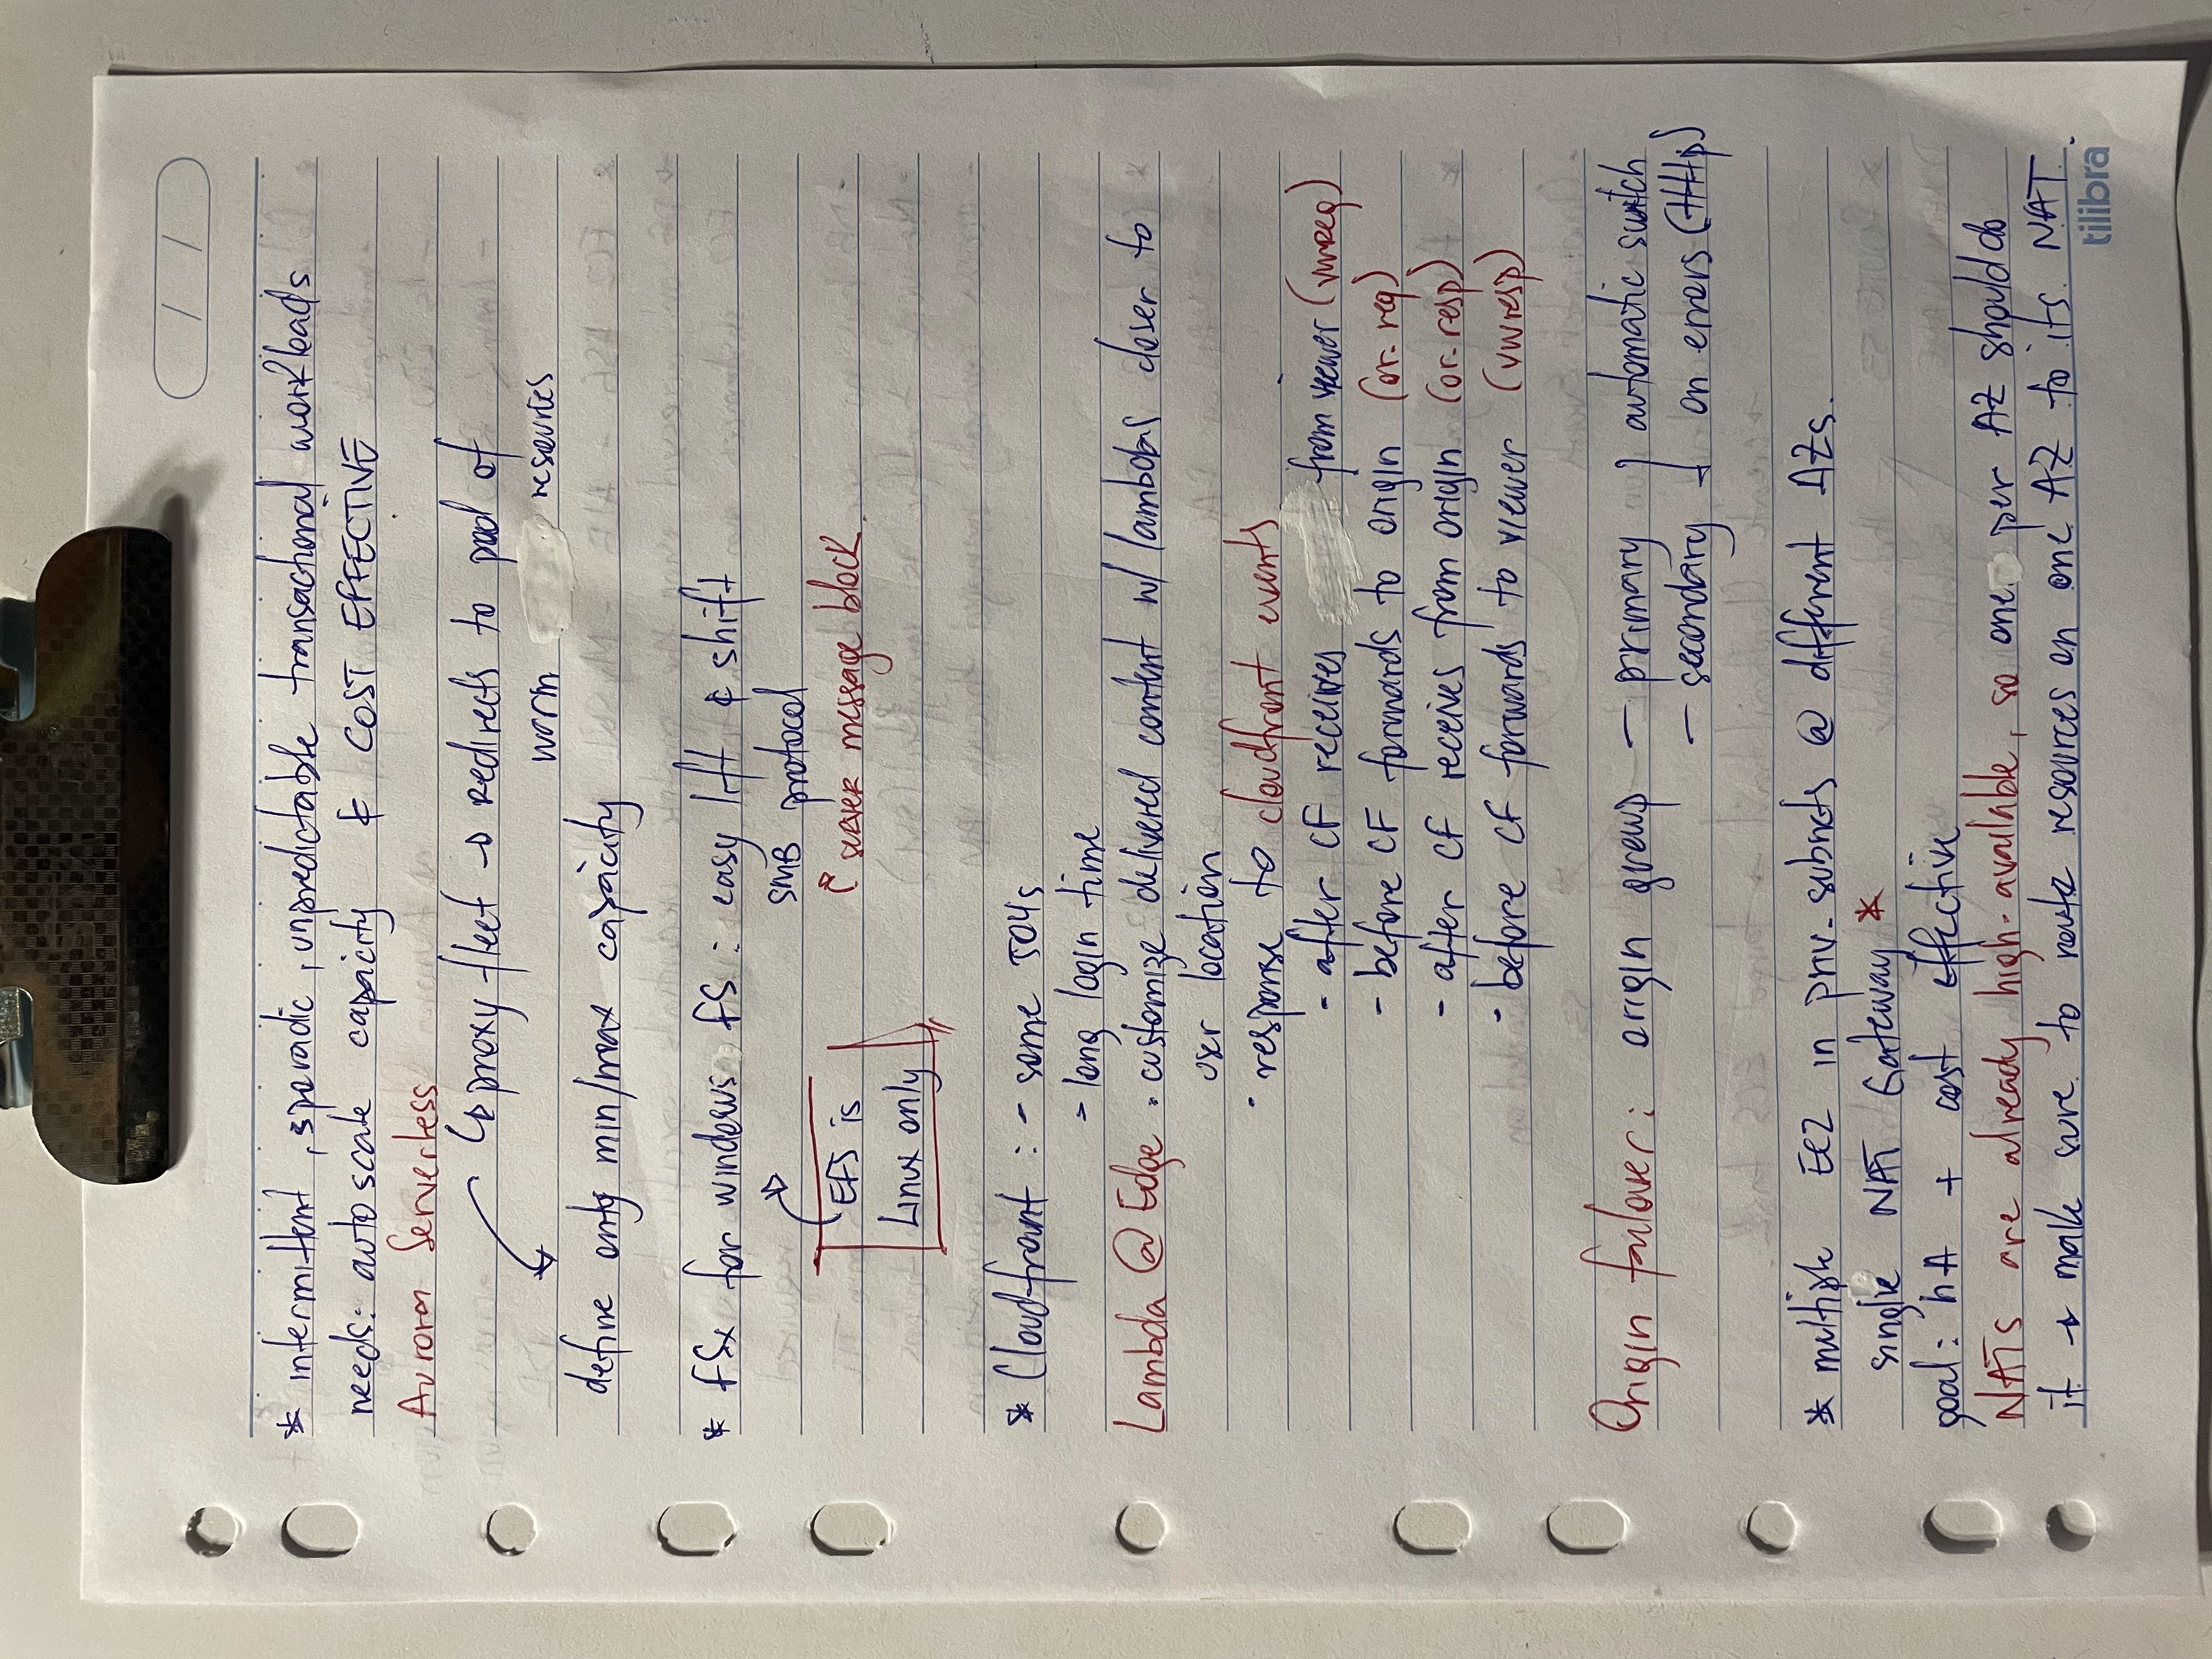 * intermittent, sporadic, unpredictable transactional workloads
needs: autoscale capacity & COST EFFECTIVE
Aurora Serverless
↳ proxy fleet → redirects to pool of
warm resources
define only min/max capacity
* FSx for windows FS : easy lift & shift
SMB protocol
EFS is
Linux only
↱ server message block.
* Cloudfront : - some 504s
- long login time
Lambda @ Edge · customize delivered content w/ lambdas closer to
user location
· response to cloudfront events
- after CF receives from viewer (vwreq)
- before CF forwards to origin (or-req)
- after CF receives from origin (or-resp)
- before CF forwards to viewer (vwresp)
Origin failover: origin group — primary automatic switch
— secondary on errors (Http)
* multiple EC2 in priv-subnets @ different AZs.
single NAT Gateway *
goal: hA + cost effective
NATs are already high-available, so one per AZ should do
it → make sure to route resources on one AZ to its NAT.
tilibra